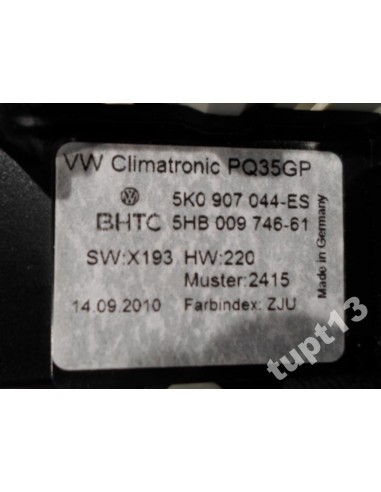 VW Climatronic PQ35GP
5K0 907 044-ES
BHTC 5HB 009 746-61
SW:X193 HW:220
Muster:2415
14.09.2010 Farbindex: ZJU
Made in Germany
tupt13